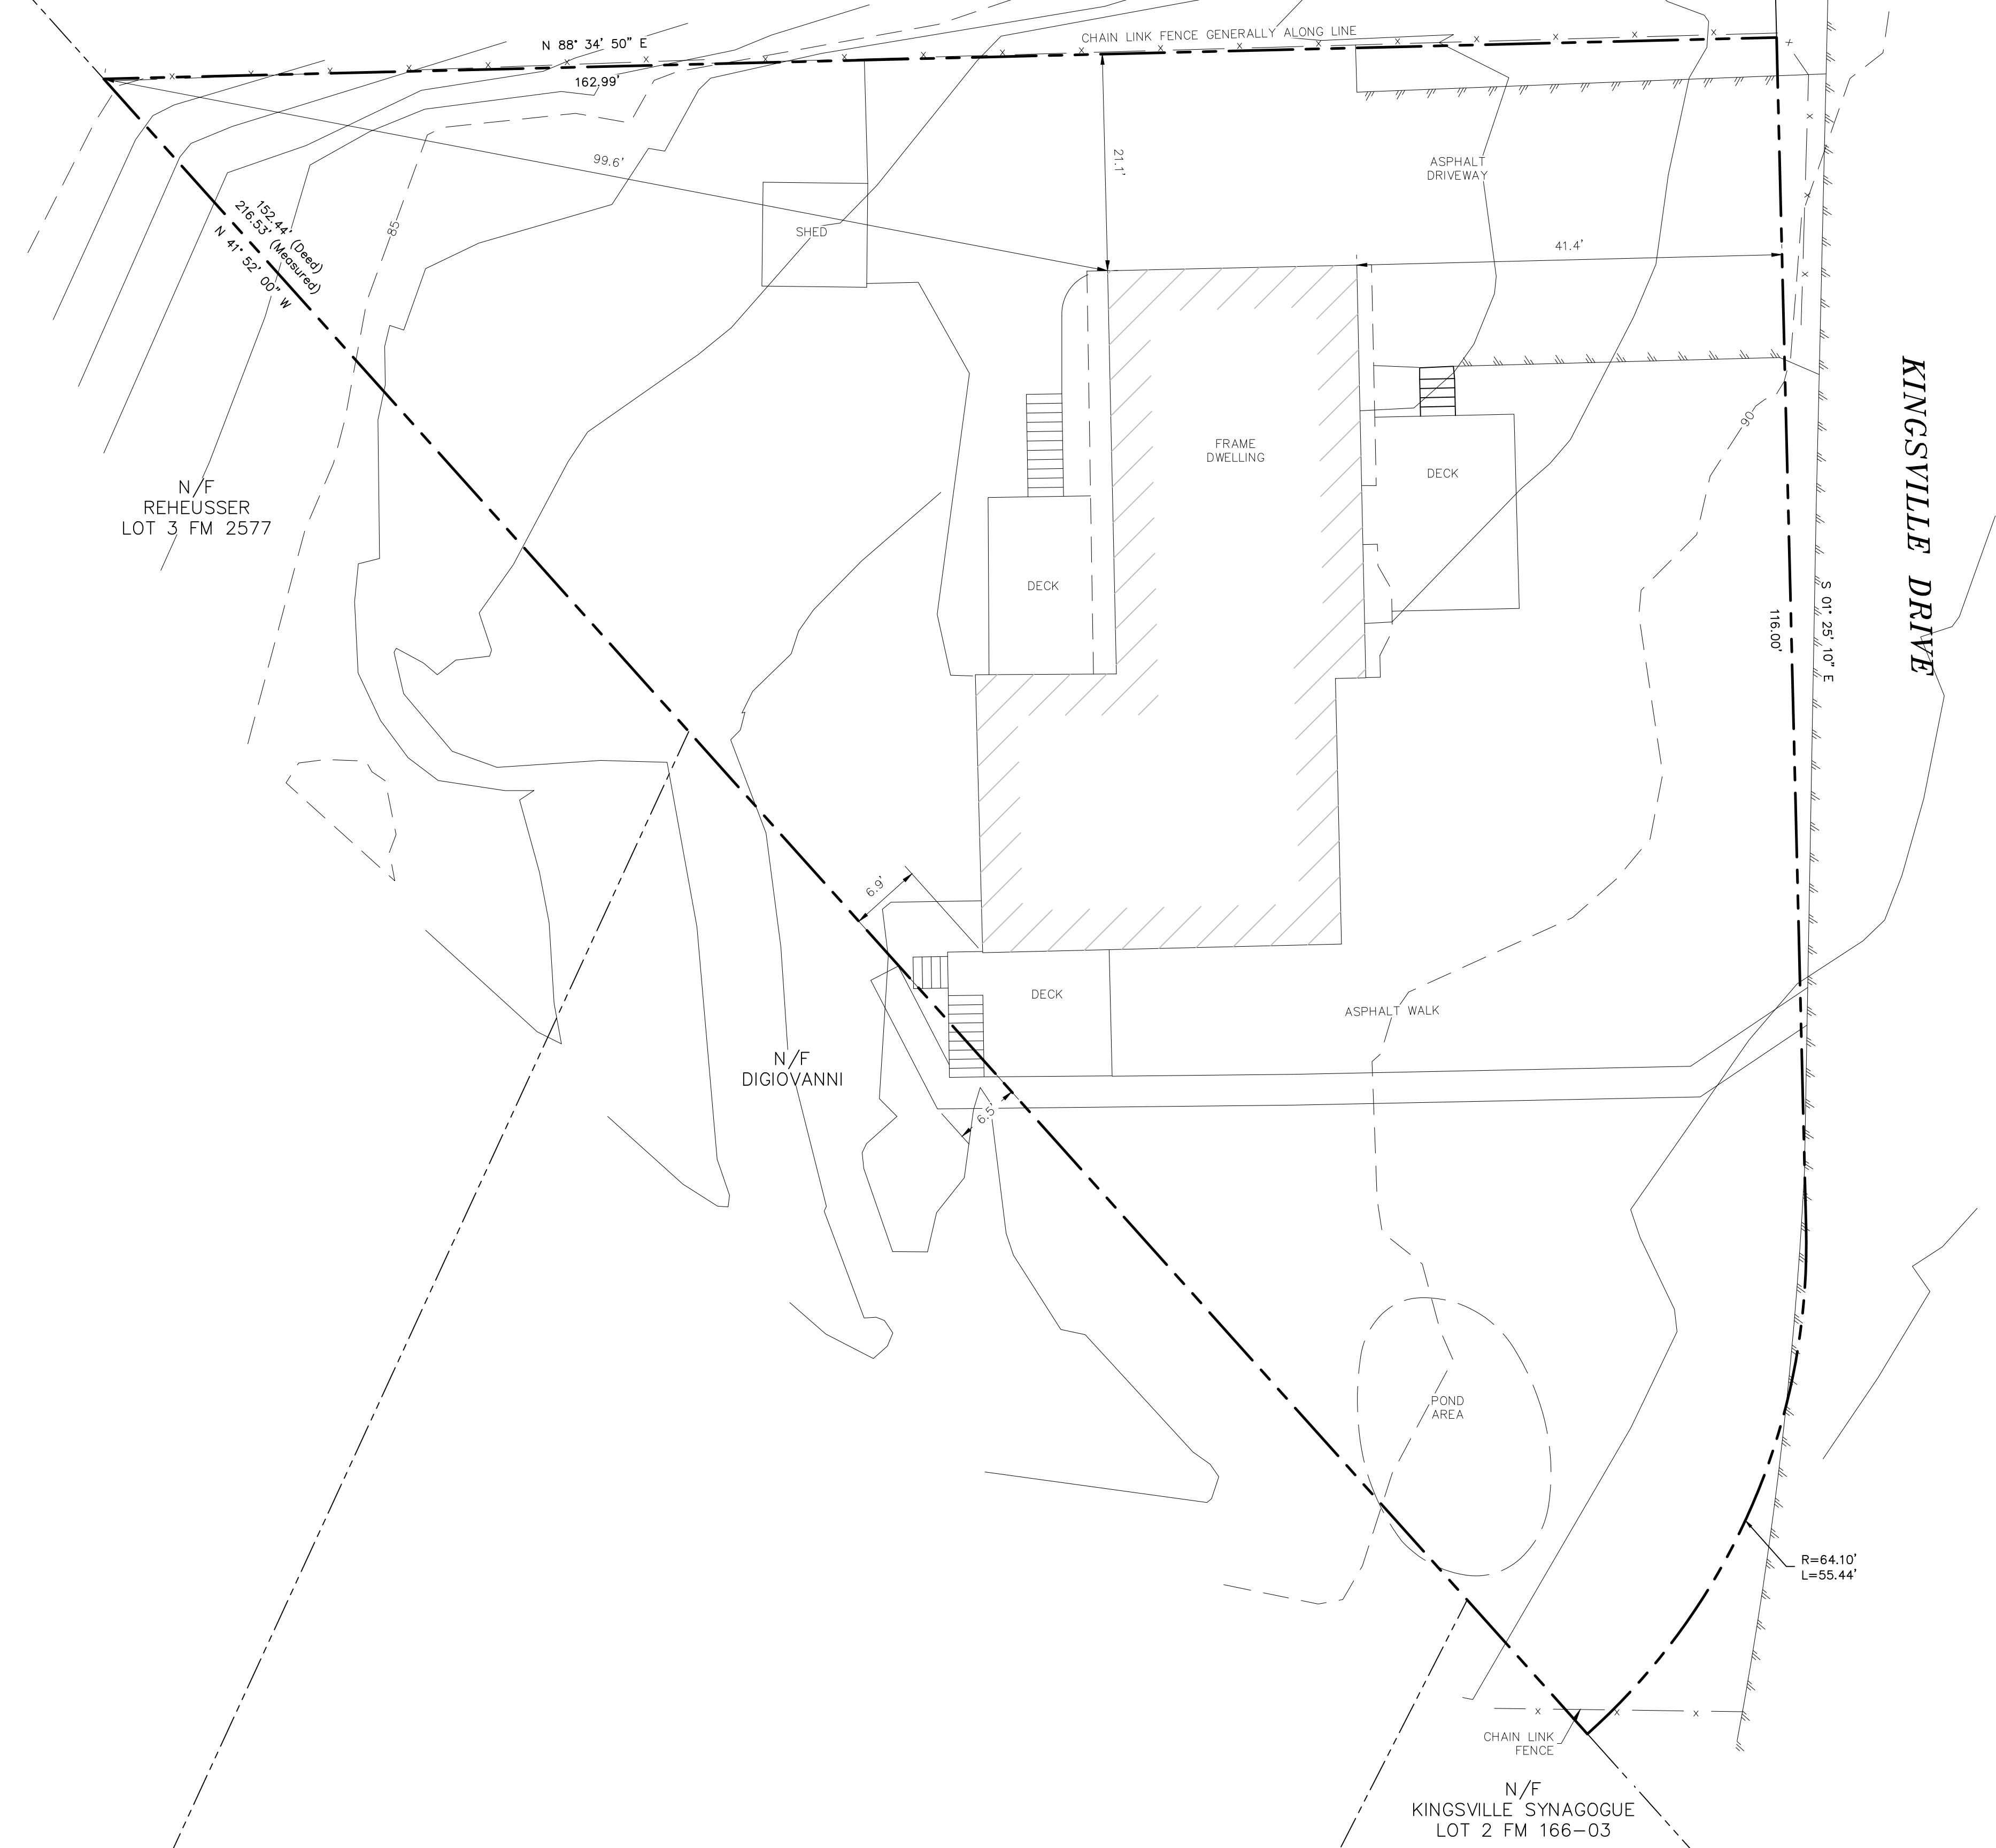 N 88° 34' 50" E
162.99'
CHAIN LINK FENCE GENERALLY ALONG LINE
99.6'
21.1'
ASPHALT
DRIVEWAY
152.44' (Deed)
216.53' (Measured)
N 41° 52' 00" W
85
SHED
41.4'
KINGSVILLE DRIVE
90
FRAME
DWELLING
DECK
N/F
REHEUSSER
LOT 3 FM 2577
DECK
S 01° 25' 10" E
116.00'
6.9'
DECK
ASPHALT WALK
N/F
DIGIOVANNI
6.5'
POND
AREA
R=64.10'
L=55.44'
CHAIN LINK
FENCE
N/F
KINGSVILLE SYNAGOGUE
LOT 2 FM 166-03